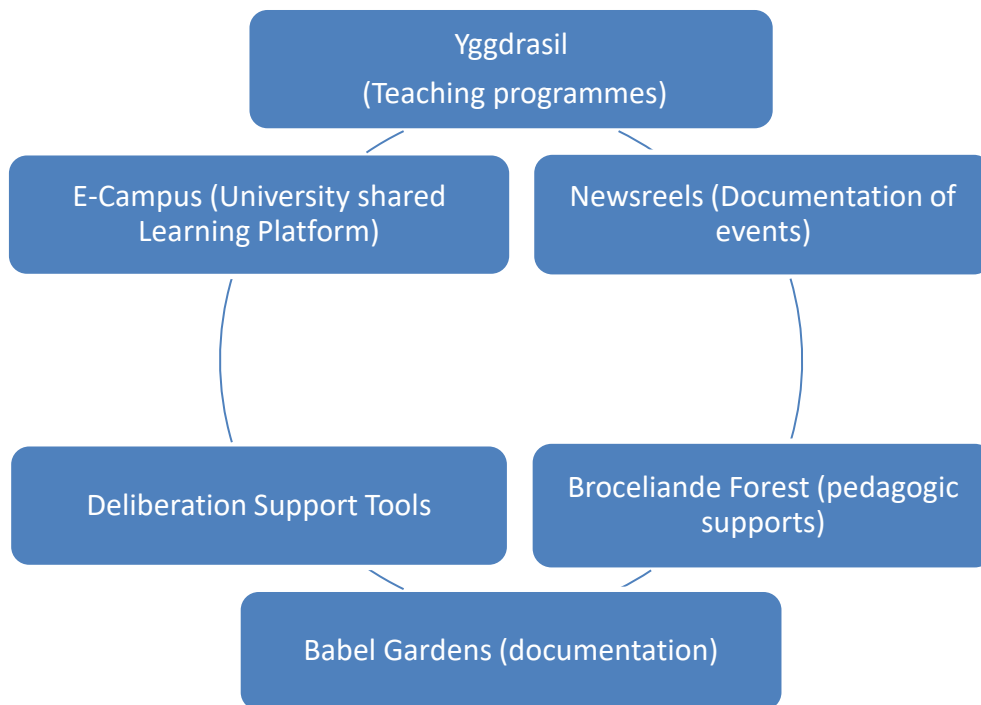 Yggdrasil
(Teaching programmes)
E-Campus (University shared
Learning Platform)
Newsreels (Documentation of
events)
Deliberation Support Tools
Broceliande Forest (pedagogic
supports)
Babel Gardens (documentation)